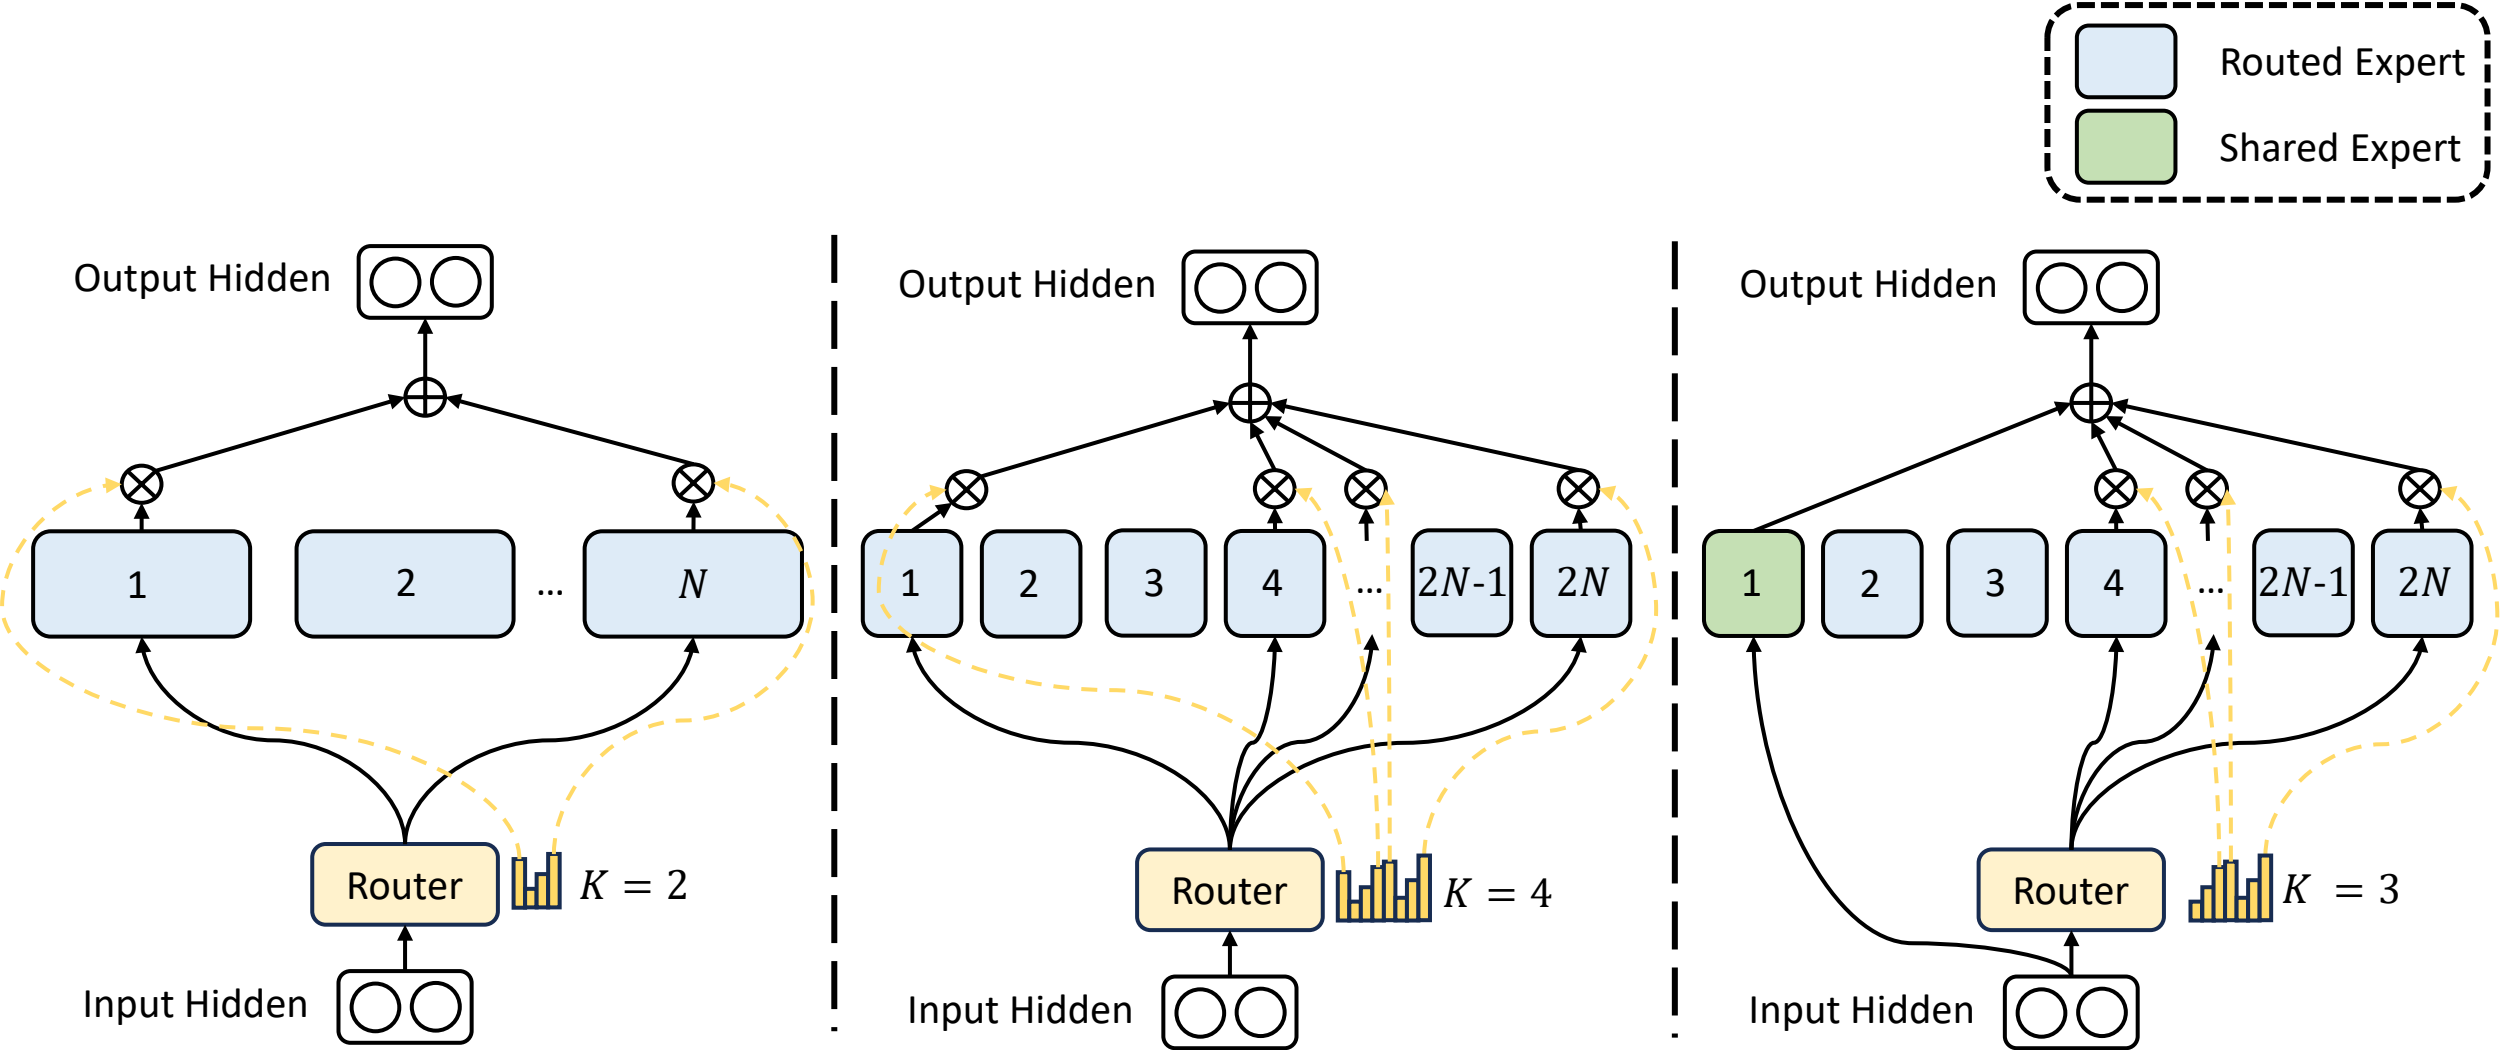 Routed Expert
Shared Expert
Output Hidden
1
2
...
N
Router
K = 2
Input Hidden
Output Hidden
1
2
3
4
...
2N-1
2N
Router
K = 4
Input Hidden
Output Hidden
1
2
3
4
...
2N-1
2N
Router
K = 3
Input Hidden